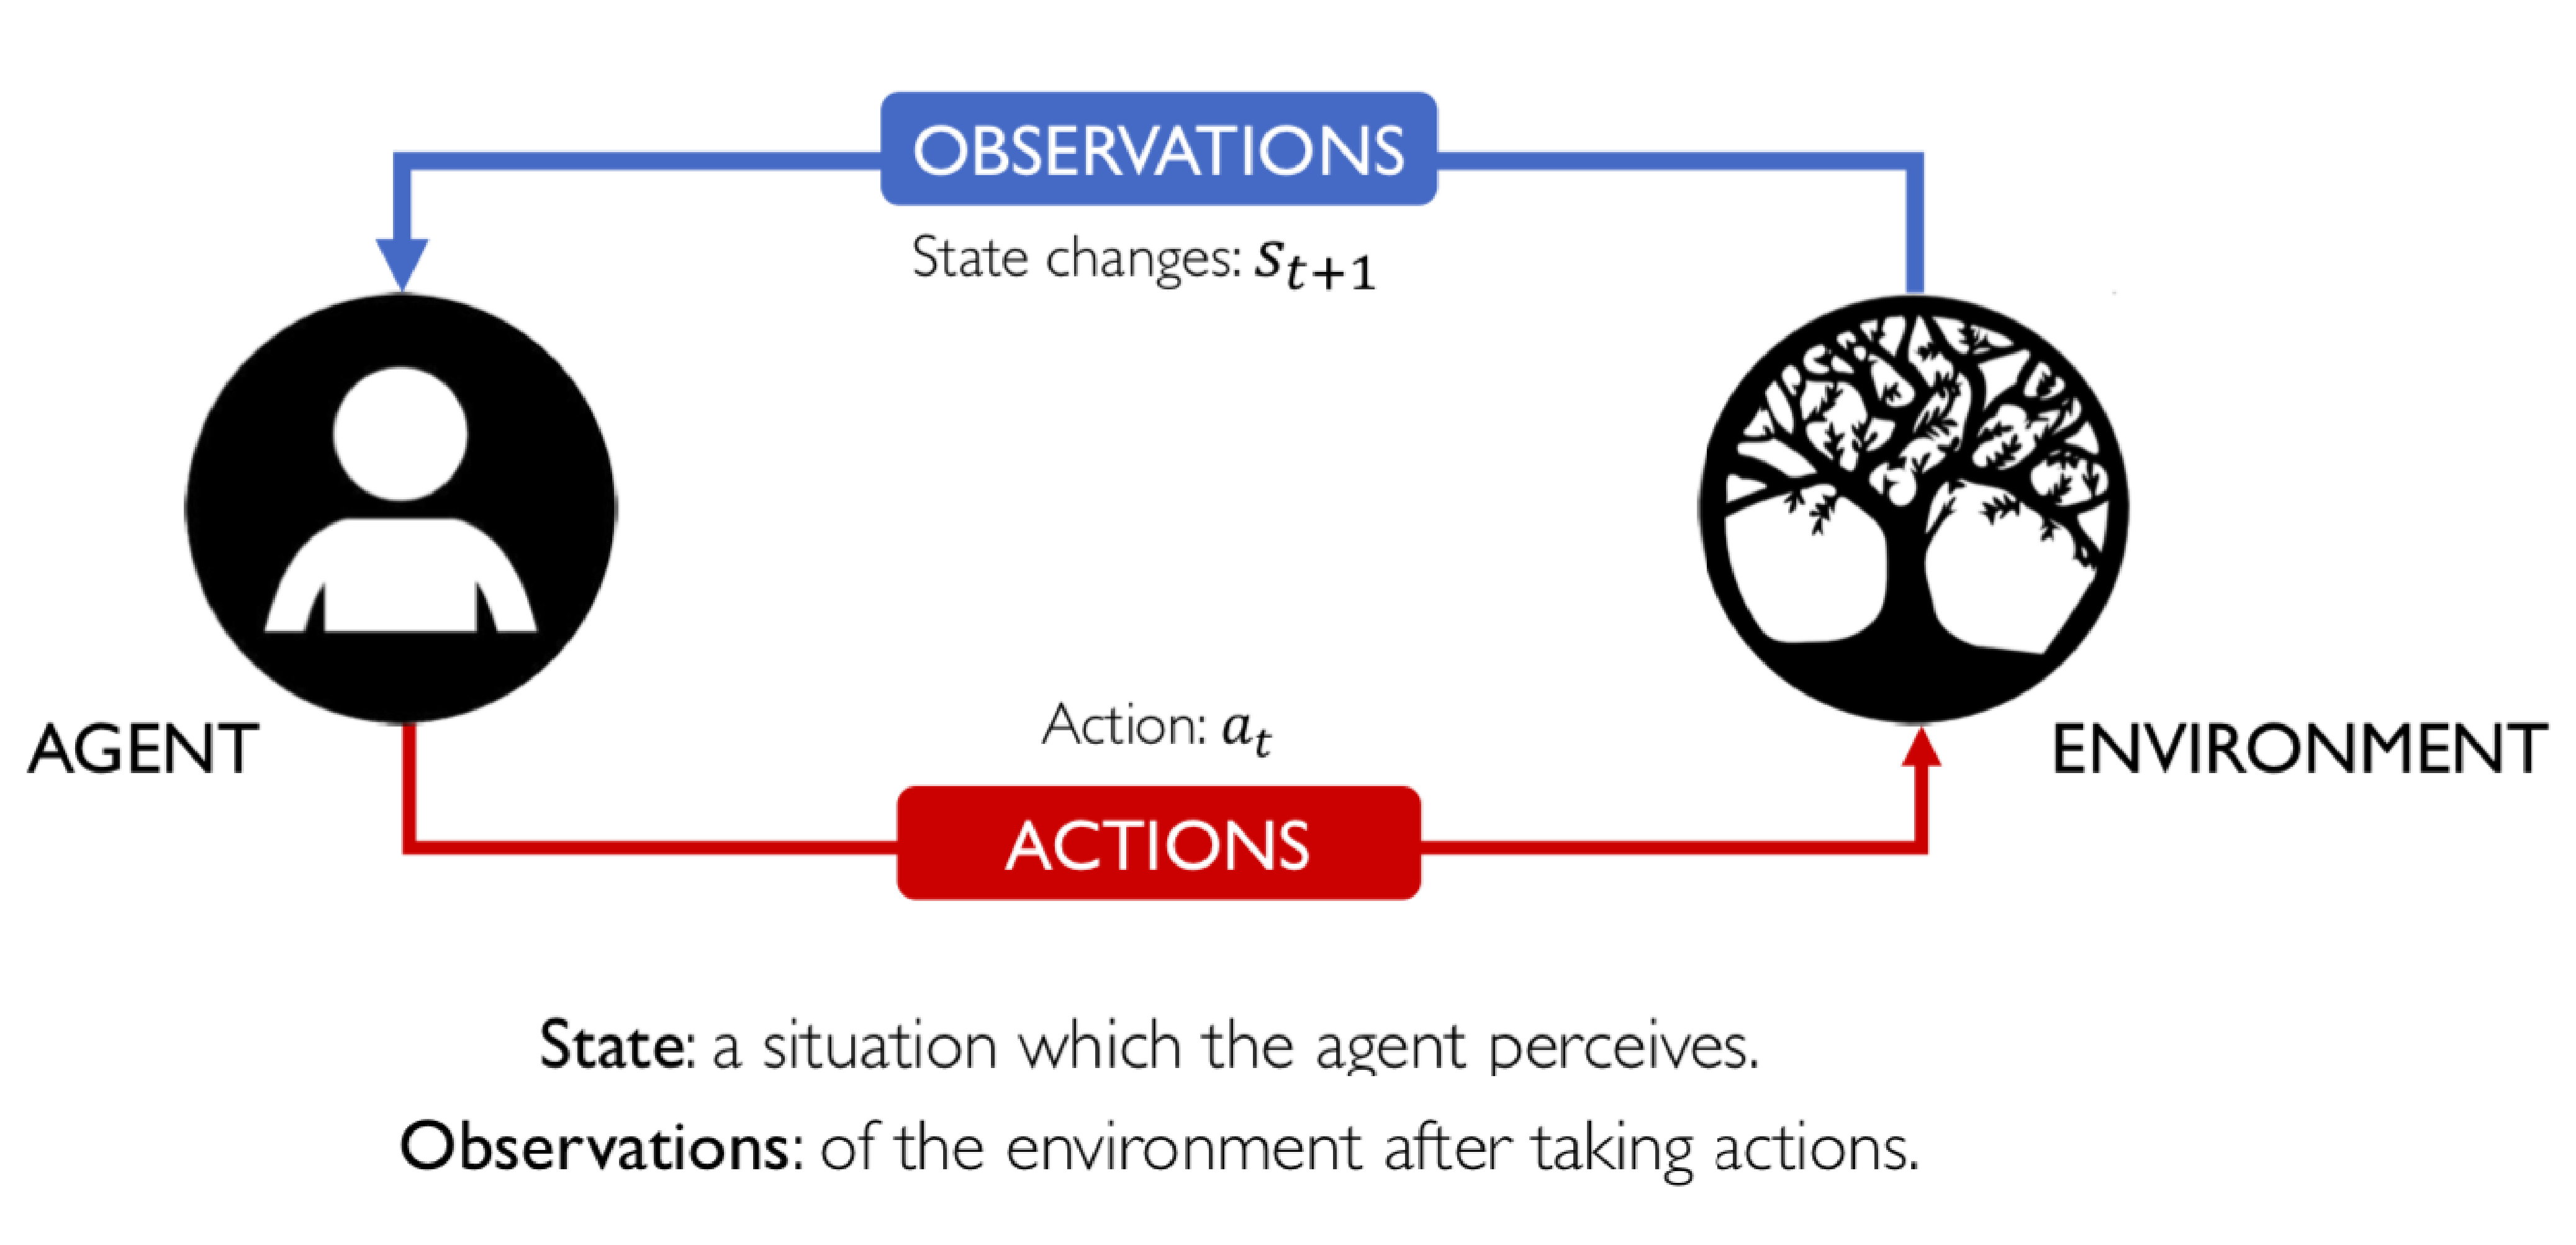 OBSERVATIONS
State changes: s_{t+1}
AGENT
Action: a_t
ENVIRONMENT
ACTIONS
State: a situation which the agent perceives.
Observations: of the environment after taking actions.